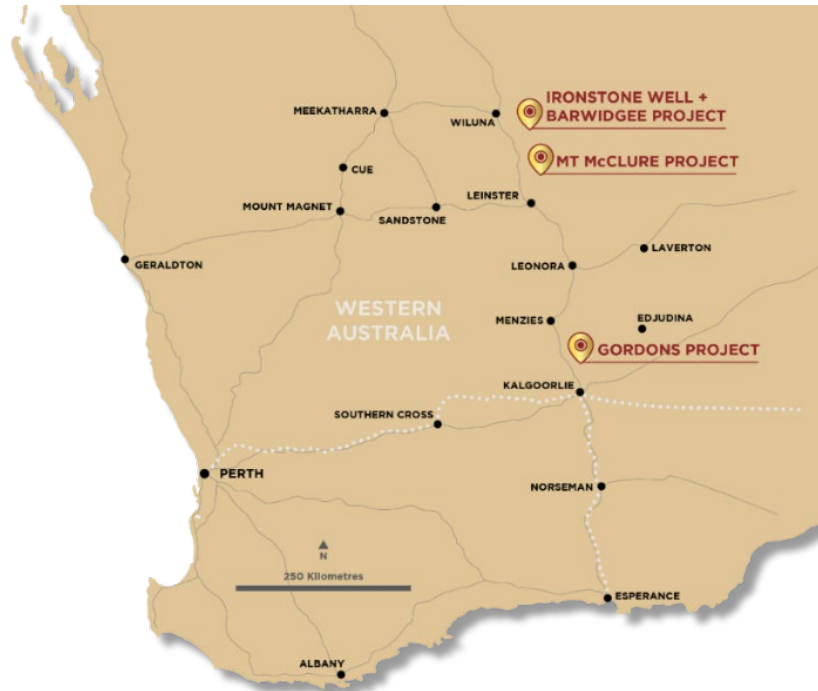 IRONSTONE WELL +
BARWIDGEE PROJECT
MEEKATHARRA
WILUNA
MT McCLURE PROJECT
CUE
LEINSTER
MOUNT MAGNET
SANDSTONE
LAVERTON
GERALDTON
LEONORA
WESTERN
AUSTRALIA
MENZIES
EDJUDINA
GORDONS PROJECT
KALGOORLIE
SOUTHERN CROSS
PERTH
NORSEMAN
N
250 Kilometres
ESPERANCE
ALBANY